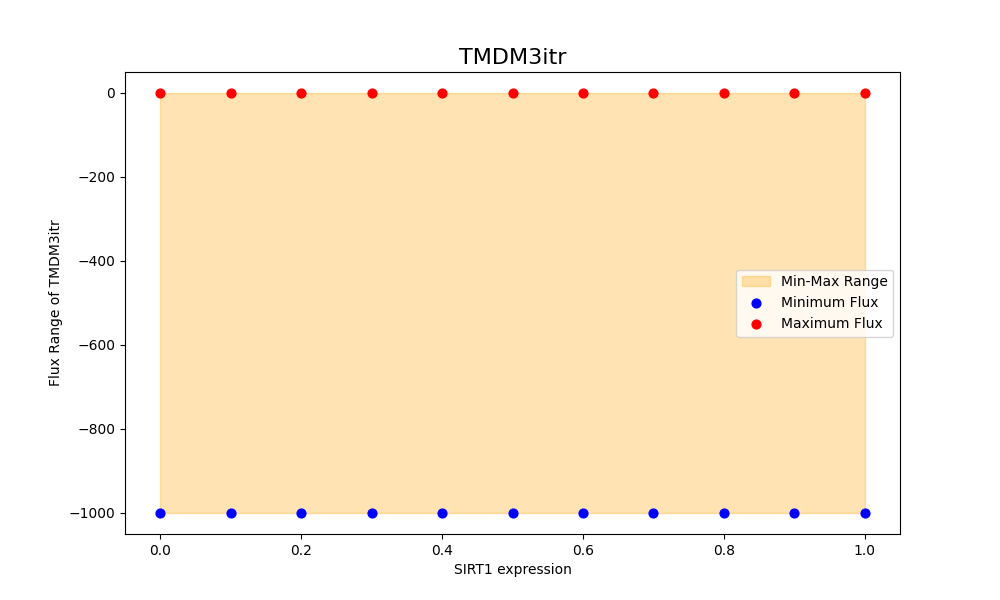 TMDM3itr
Flux Range of TMDM3itr
0
−200
−400
−600
−800
−1000
Min-Max Range
Minimum Flux
Maximum Flux
0.0
0.2
0.4
0.6
0.8
1.0
SIRT1 expression